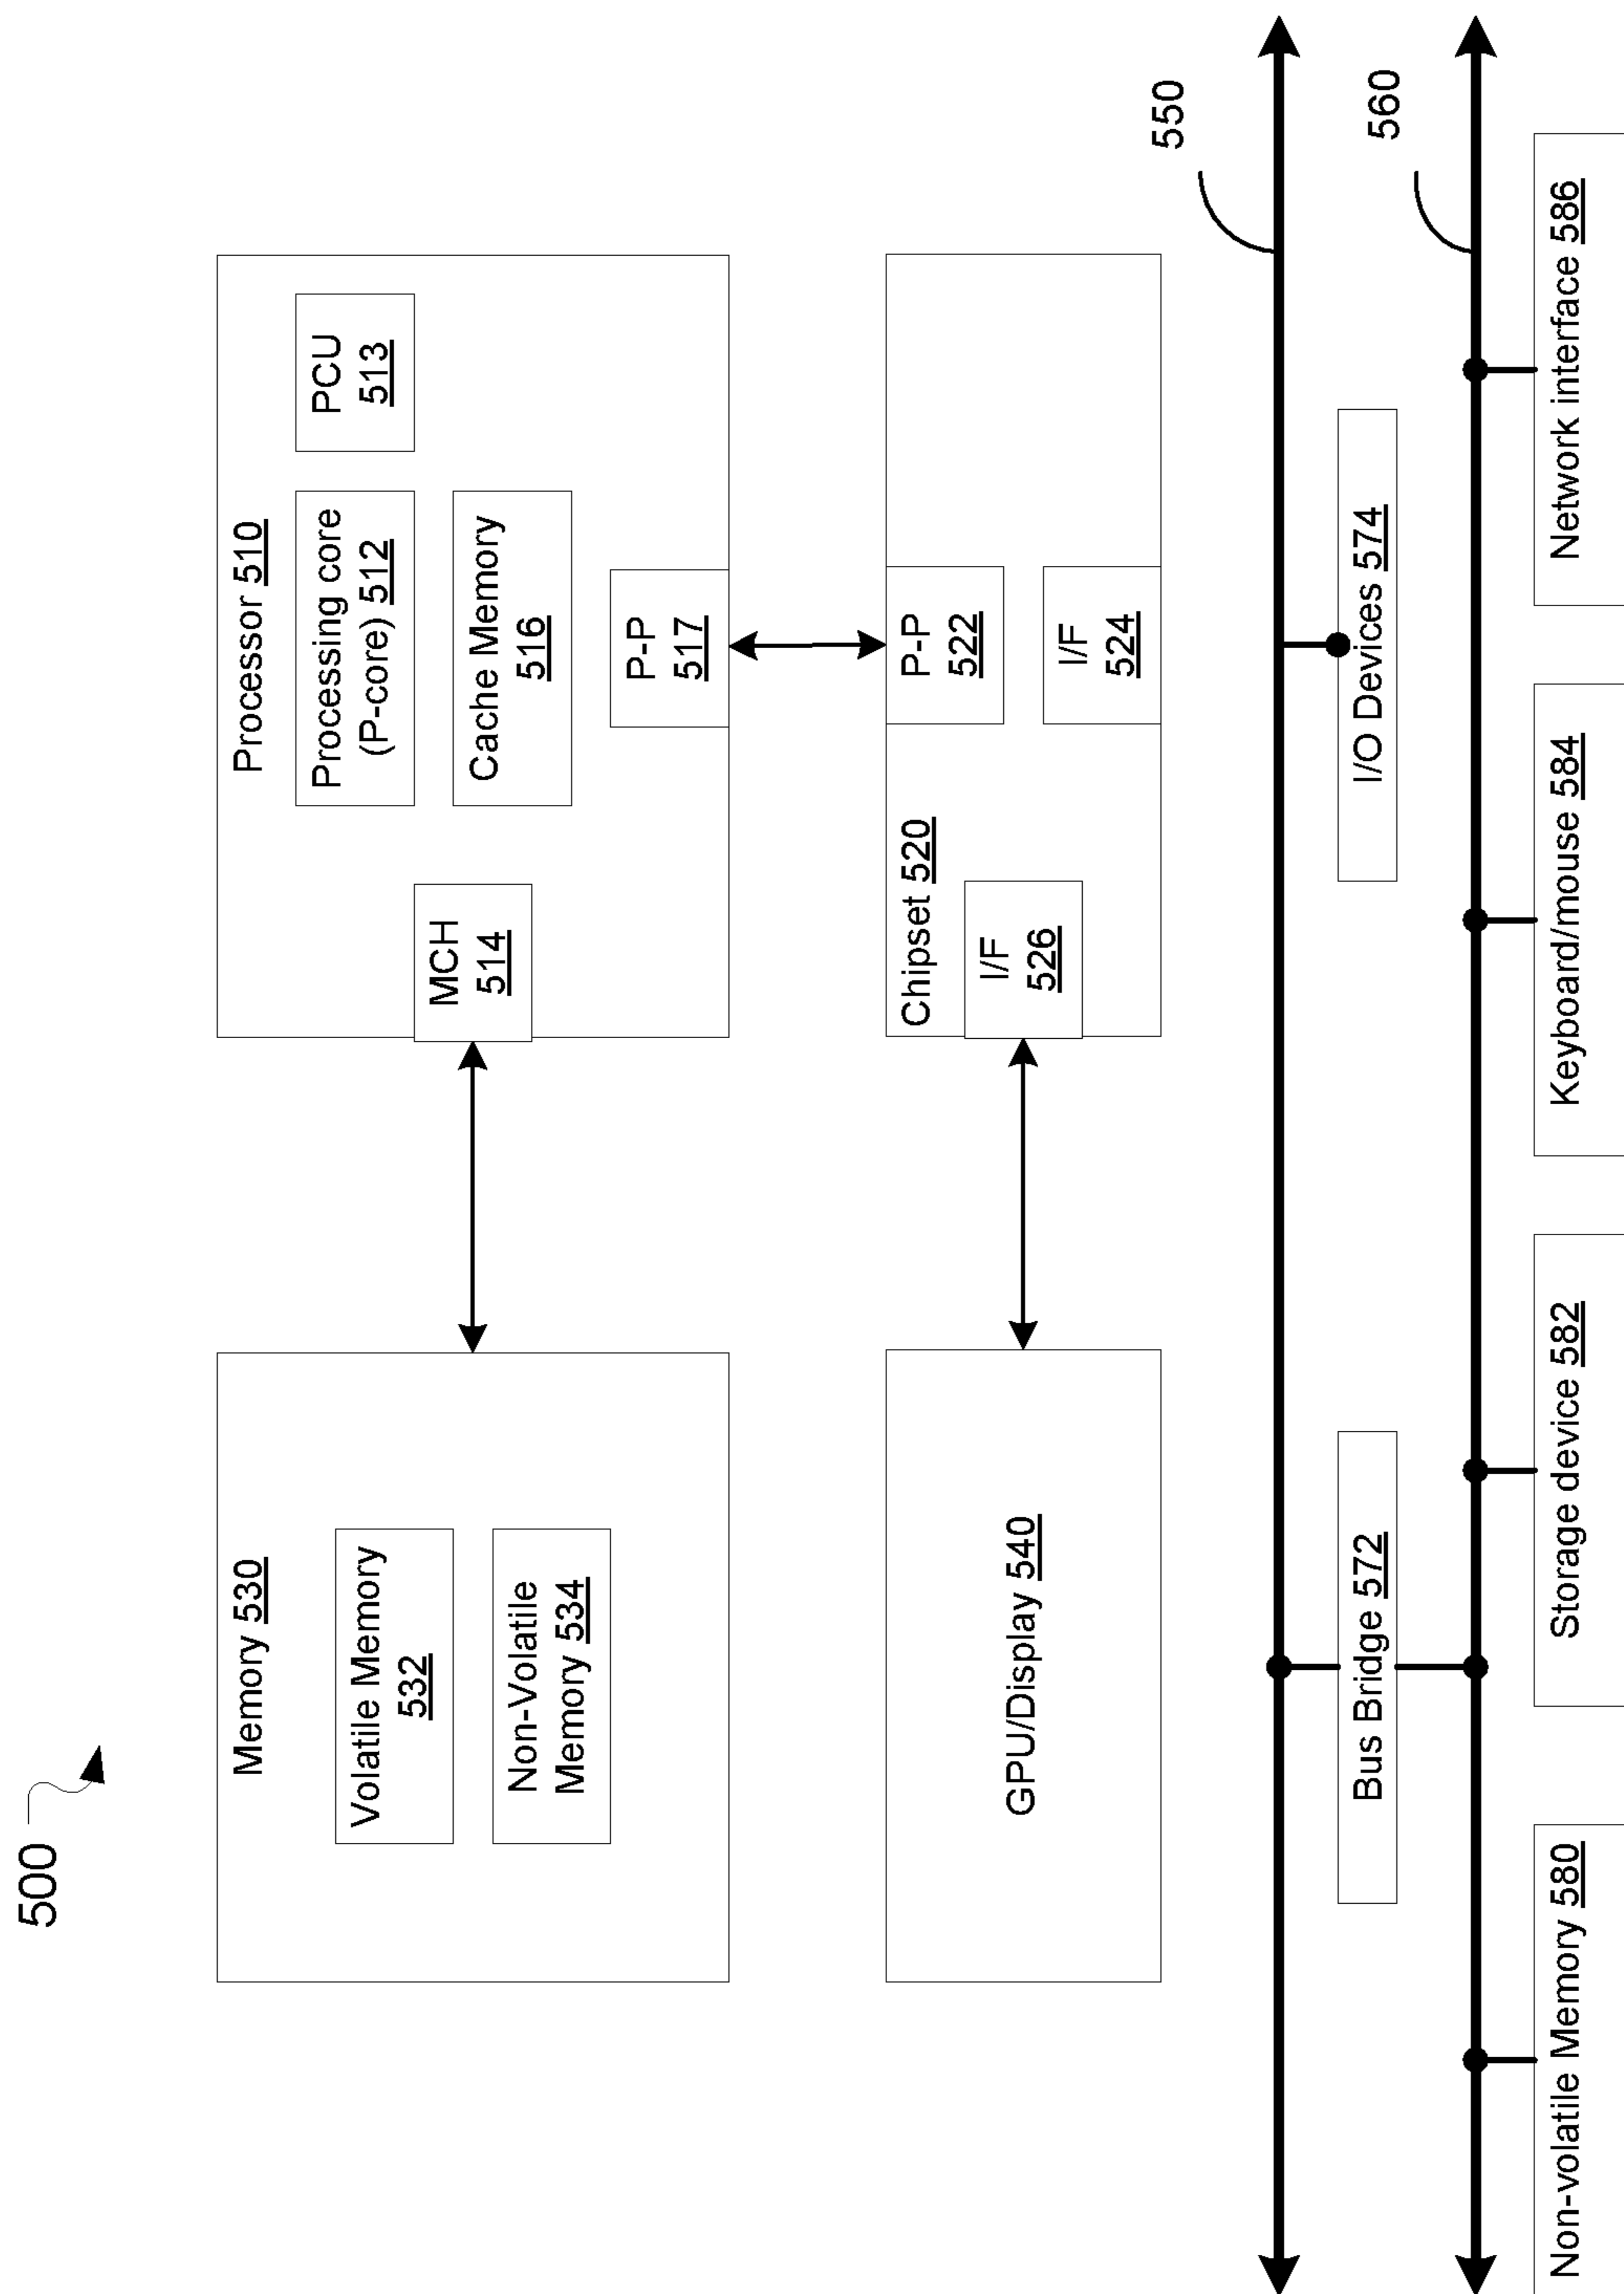 500
Memory 530
Volatile Memory
532
Non-Volatile
Memory 534
Processor 510
MCH
514
Processing core
(P-core) 512
PCU
513
Cache Memory
516
P-P
517
GPU/Display 540
Chipset 520
I/F
526
P-P
522
I/F
524
550
Bus Bridge 572
I/O Devices 574
560
Non-volatile Memory 580
Storage device 582
Keyboard/mouse 584
Network interface 586